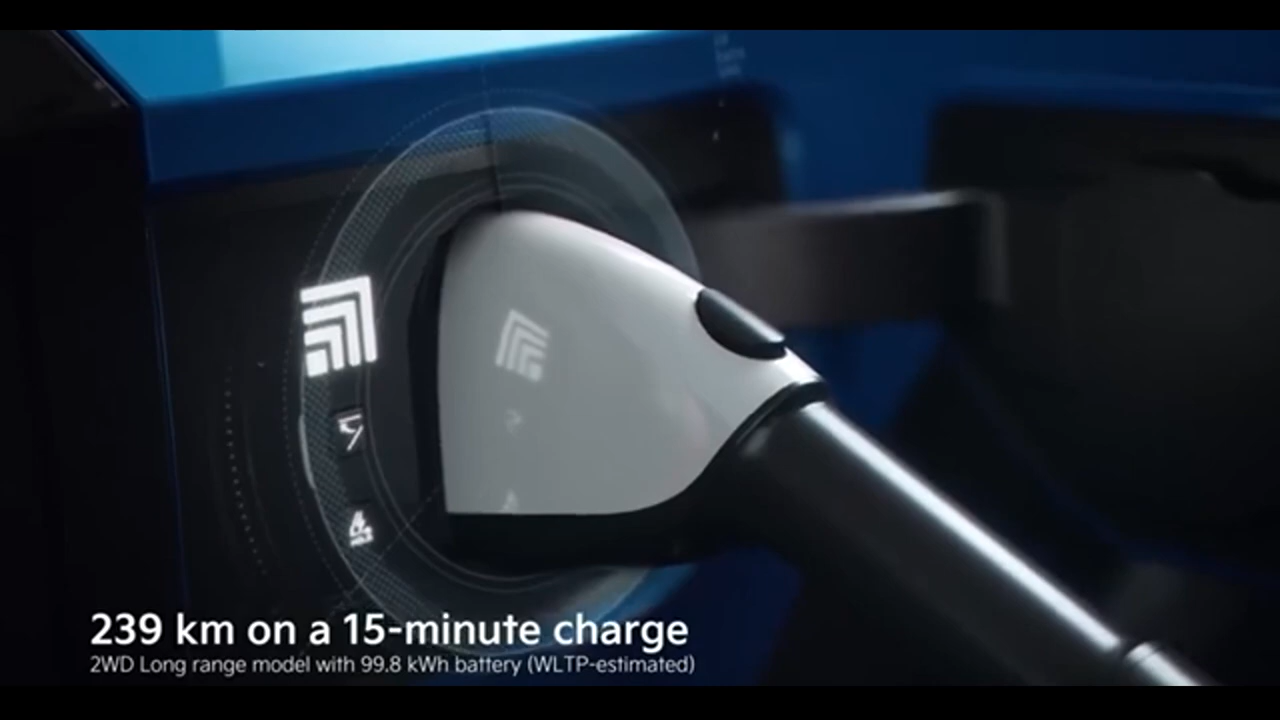 239 km on a 15-minute charge
2WD Long range model with 99.8 kWh battery (WLTP-estimated)